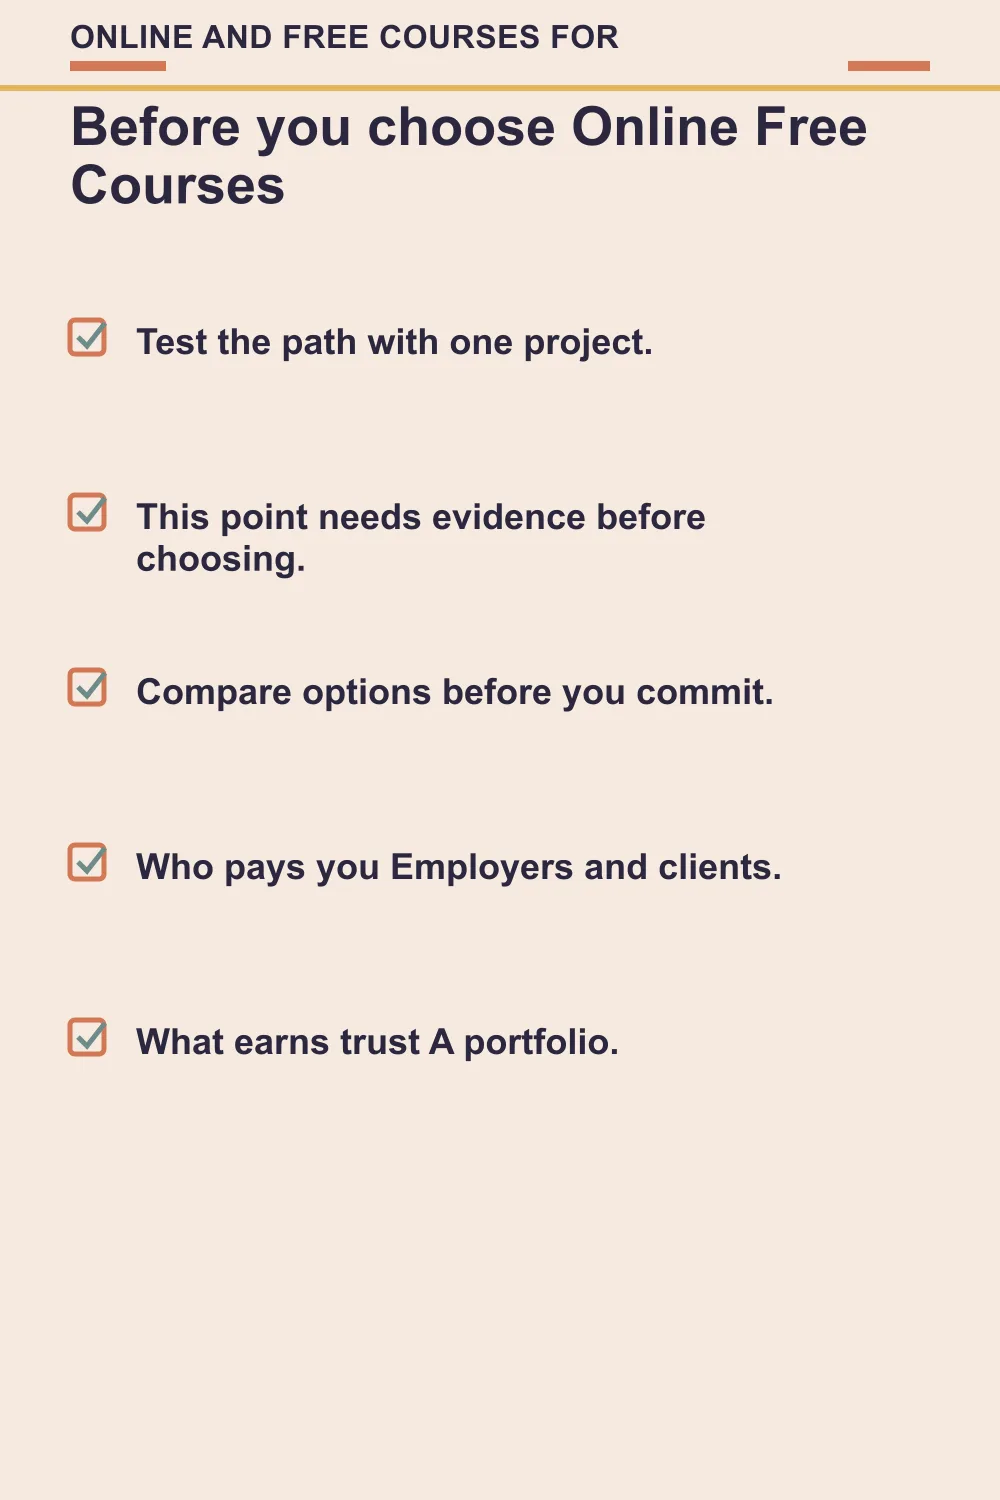 ONLINE AND FREE COURSES FOR
Before you choose Online Free
Courses
Test the path with one project.
This point needs evidence before
choosing.
Compare options before you commit.
Who pays you Employers and clients.
What earns trust A portfolio.